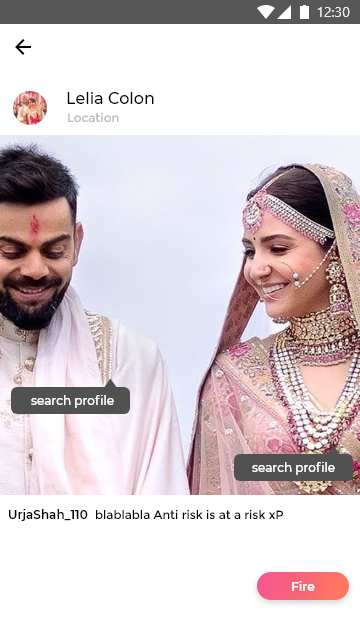 12:30
Lelia Colon
Location
search profile
search profile
UrjaShah_110 blablabla Anti risk is at a risk xP
Fire